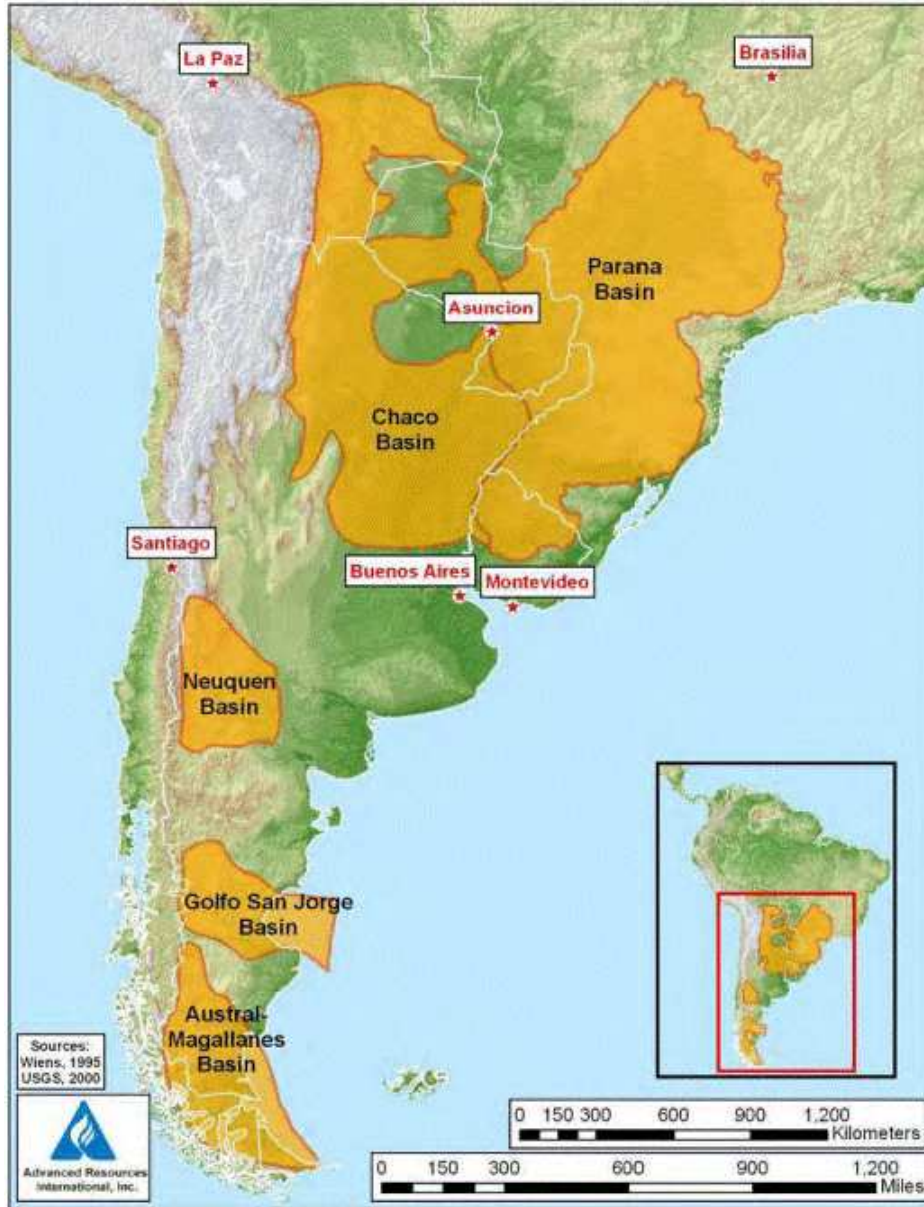 La Paz
Brasilia
Parana
Basin
Asuncion
Chaco
Basin
Santiago
Buenos Aires
Montevideo
Neuquen
Basin
Golfo San Jorge
Basin
Austral-
Magallanes
Basin
Sources:
Wiens, 1995
USGS, 2000
Advanced Resources
International, Inc.
0 150 300 600 900 1,200
Kilometers
0 150 300 600 900 1,200
Miles